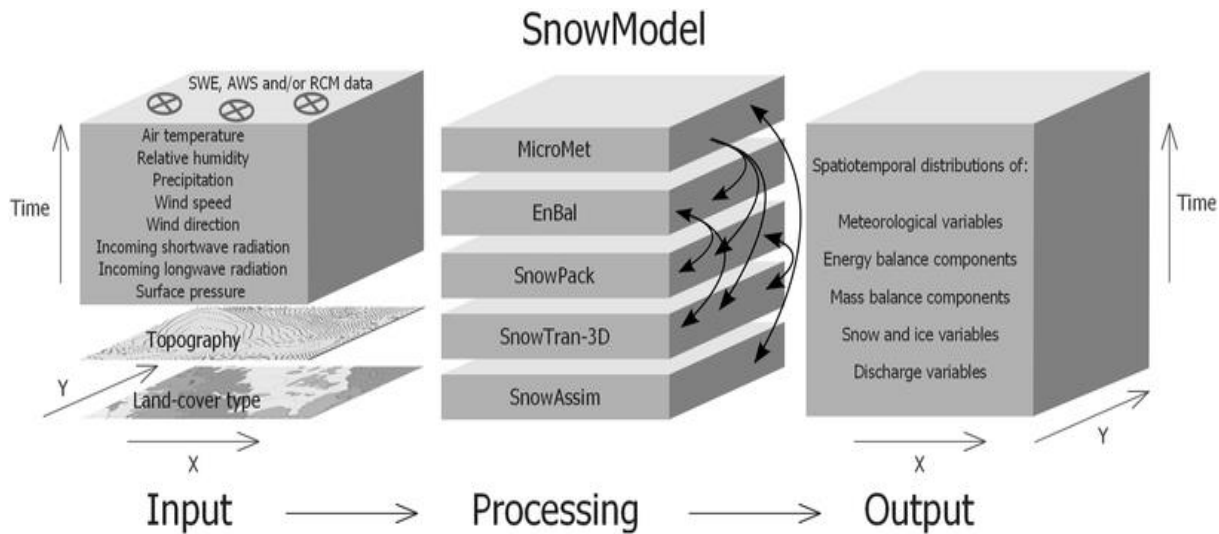 SnowModel
SWE, AWS and/or RCM data
Air temperature
Relative humidity
Precipitation
Wind speed
Wind direction
Incoming shortwave radiation
Incoming longwave radiation
Surface pressure
Time
Topography
Y
Land-cover type
X
MicroMet
EnBal
SnowPack
SnowTran-3D
SnowAssim
Spatiotemporal distributions of:
Meteorological variables
Energy balance components
Mass balance components
Snow and ice variables
Discharge variables
Time
Y
X
Input
Processing
Output